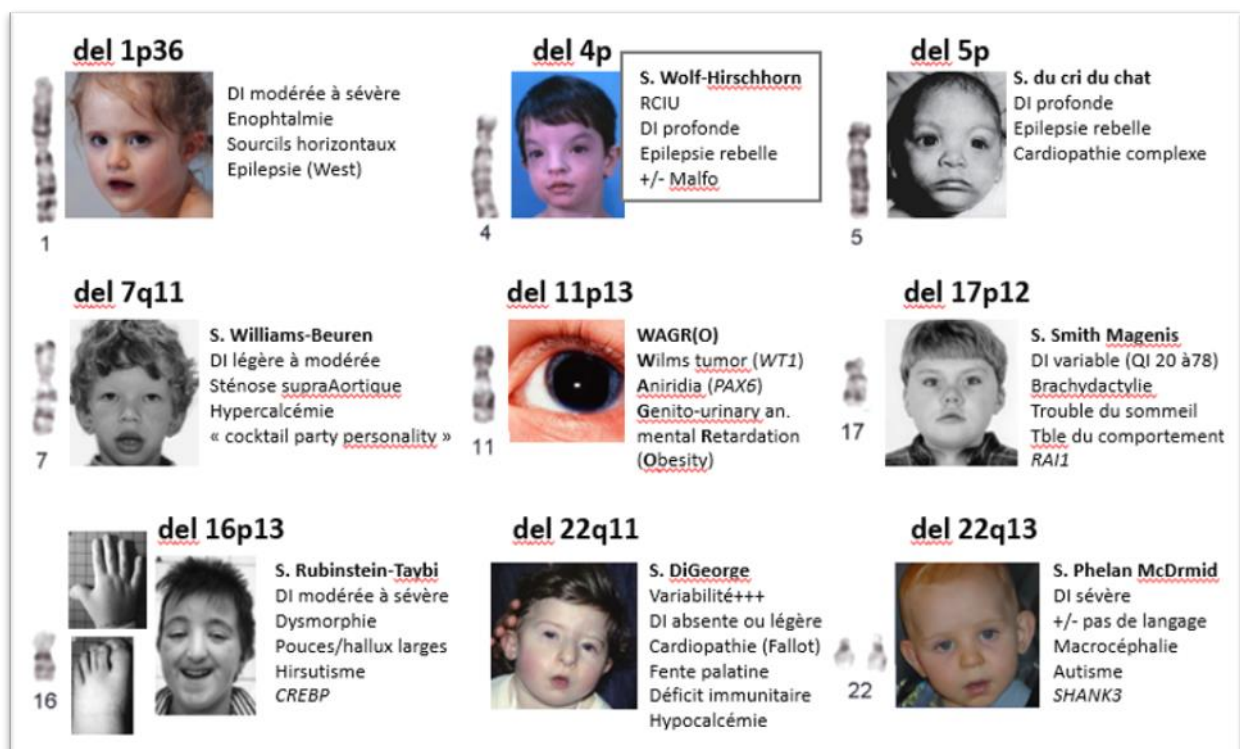 del 1p36
DI modérée à sévère
Enophtalmie
Sourcils horizontaux
Epilepsie (West)
1
del 4p
S. Wolf-Hirschhorn
RCIU
DI profonde
Epilepsie rebelle
+/- Malfo
4
del 5p
S. du cri du chat
DI profonde
Epilepsie rebelle
Cardiopathie complexe
5
del 7q11
S. Williams-Beuren
DI légère à modérée
Sténose supraAortique
Hypercalcémie
« cocktail party personality »
7
del 11p13
WAGR(O)
Wilms tumor (WT1)
Aniridia (PAX6)
Genito-urinary an.
mental Retardation
(Obesity)
11
del 17p12
S. Smith Magenis
DI variable (QI 20 à78)
Brachydactylie
Trouble du sommeil
Tble du comportement
RAI1
17
del 16p13
S. Rubinstein-Taybi
DI modérée à sévère
Dysmorphie
Pouces/hallux larges
Hirsutisme
CREBP
16
del 22q11
S. DiGeorge
Variabilité+++
DI absente ou légère
Cardiopathie (Fallot)
Fente palatine
Déficit immunitaire
Hypocalcémie
del 22q13
S. Phelan McDrmid
DI sévère
+/- pas de langage
Macrocéphalie
Autisme
SHANK3
22